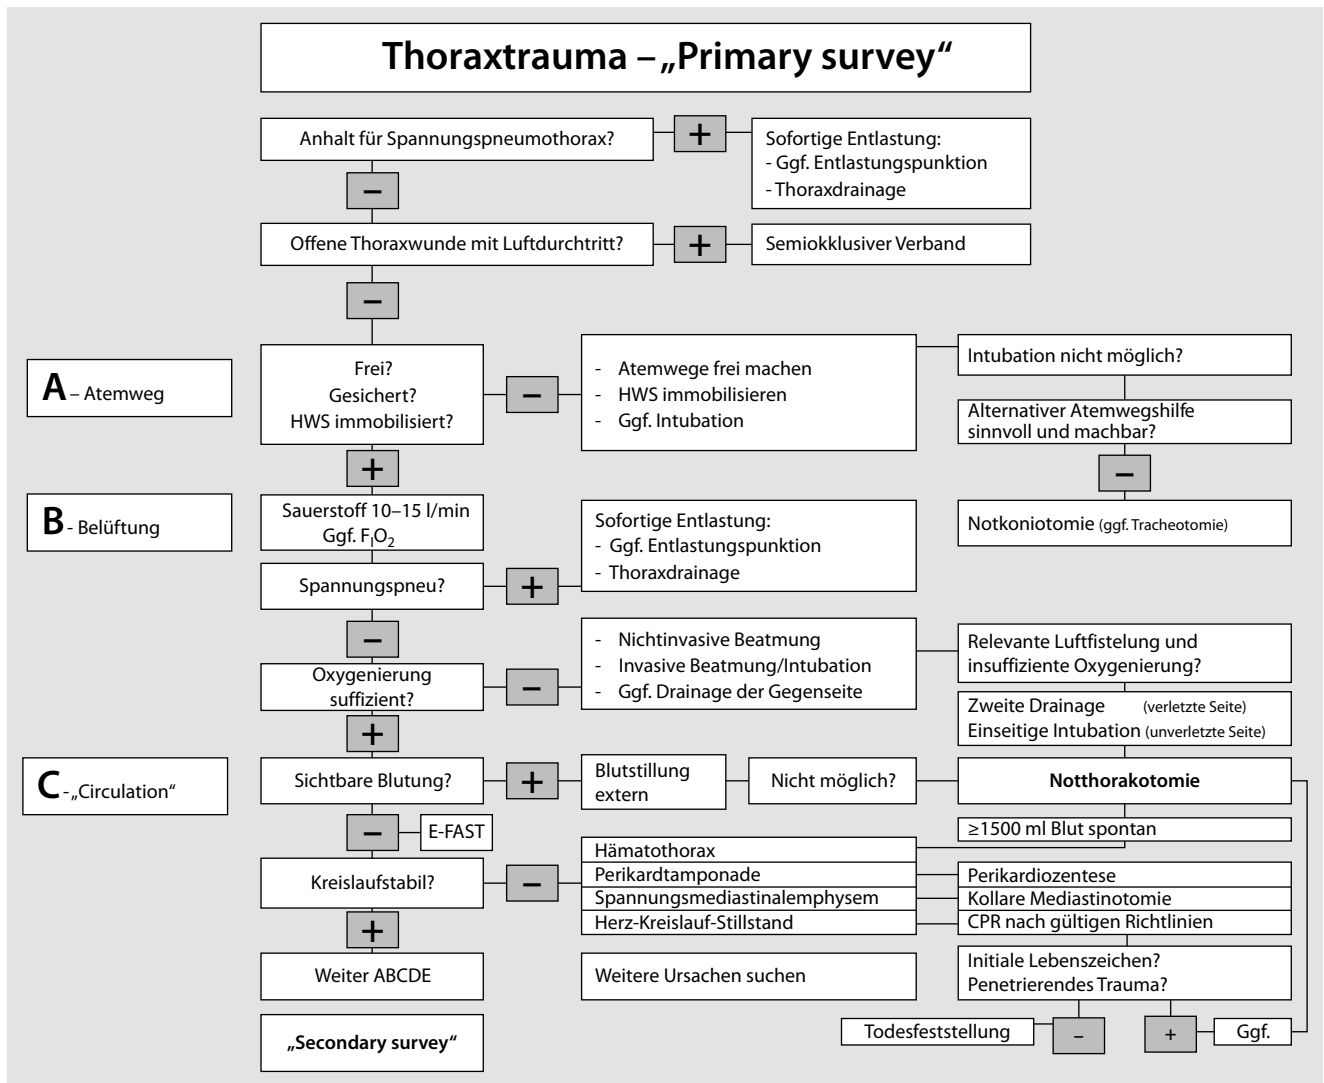 Thoraxtrauma – „Primary survey“
Anhalt für Spannungspneumothorax?
+
Sofortige Entlastung:
- Ggf. Entlastungspunktion
- Thoraxdrainage
–
Offene Thoraxwunde mit Luftdurchtritt?
+
Semiokklusiver Verband
–
A – Atemweg
Frei?
Gesichert?
HWS immobilisiert?
–
- Atemwege frei machen
- HWS immobilisieren
- Ggf. Intubation
Intubation nicht möglich?
Alternativer Atemwegshilfe
sinnvoll und machbar?
–
Notkoniotomie (ggf. Tracheotomie)
+
B - Belüftung
Sauerstoff 10–15 l/min
Ggf. FIO2
Spannungspneu?
+
Sofortige Entlastung:
- Ggf. Entlastungspunktion
- Thoraxdrainage
–
Oxygenierung
suffizient?
–
- Nichtinvasive Beatmung
- Invasive Beatmung/Intubation
- Ggf. Drainage der Gegenseite
Relevante Luftfistelung und
insuffiziente Oxygenierung?
Zweite Drainage (verletzte Seite)
Einseitige Intubation (unverletzte Seite)
+
C -„Circulation“
Sichtbare Blutung?
+
Blutstillung
extern
Nicht möglich?
Notthorakotomie
≥1500 ml Blut spontan
–
E-FAST
Kreislaufstabil?
–
Hämatothorax
Perikardtamponade
Spannungsmediastinalemphysem
Herz-Kreislauf-Stillstand
Perikardiozentese
Kollare Mediastinotomie
CPR nach gültigen Richtlinien
+
Weiter ABCDE
Weitere Ursachen suchen
Initiale Lebenszeichen?
Penetrierendes Trauma?
Todesfeststellung
–
+
Ggf.
„Secondary survey“